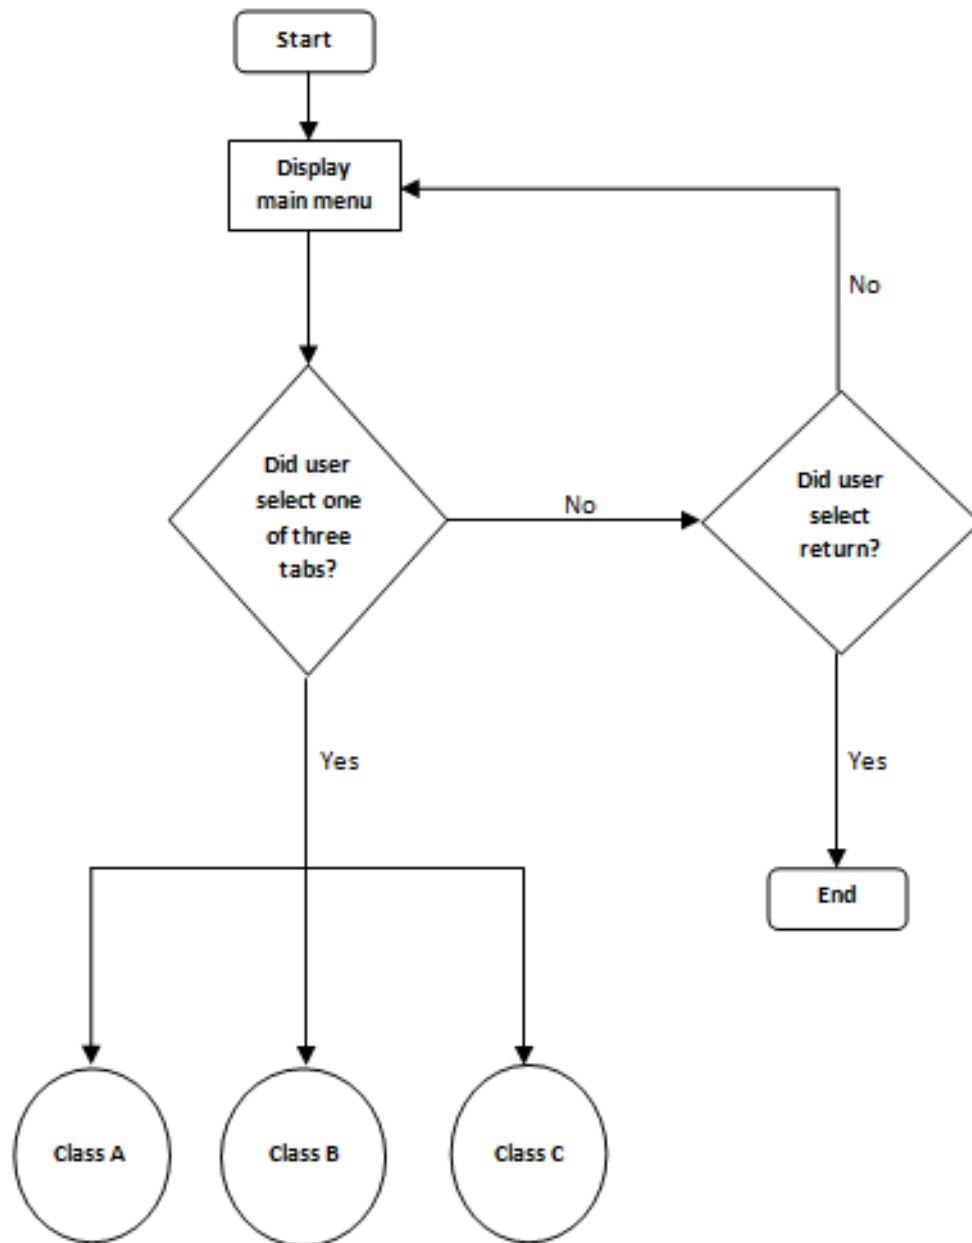 Start
Display
main menu
No
Did user
select one
of three
tabs?
No
Did user
select
return?
Yes
Yes
End
Class A
Class B
Class C